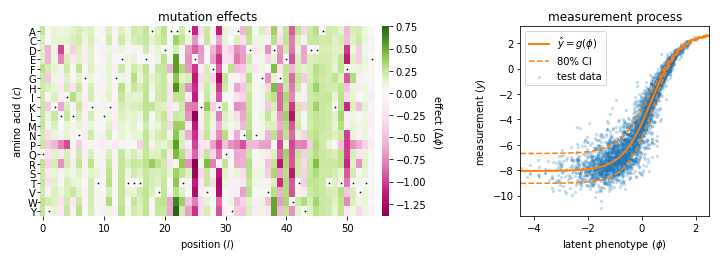 mutation effects
amino acid (c)
A
C
D
E
F
G
H
I
K
L
M
N
P
Q
R
S
T
V
W
Y
0
10
20
30
40
50
position (l)
0.75
0.50
0.25
0.00
−0.25
−0.50
−0.75
−1.00
−1.25
effect (Δϕ)
measurement process
measurement (y)
2
0
−2
−4
−6
−8
−10
ŷ = g(ϕ)
80% CI
test data
−4
−2
0
2
latent phenotype (ϕ)